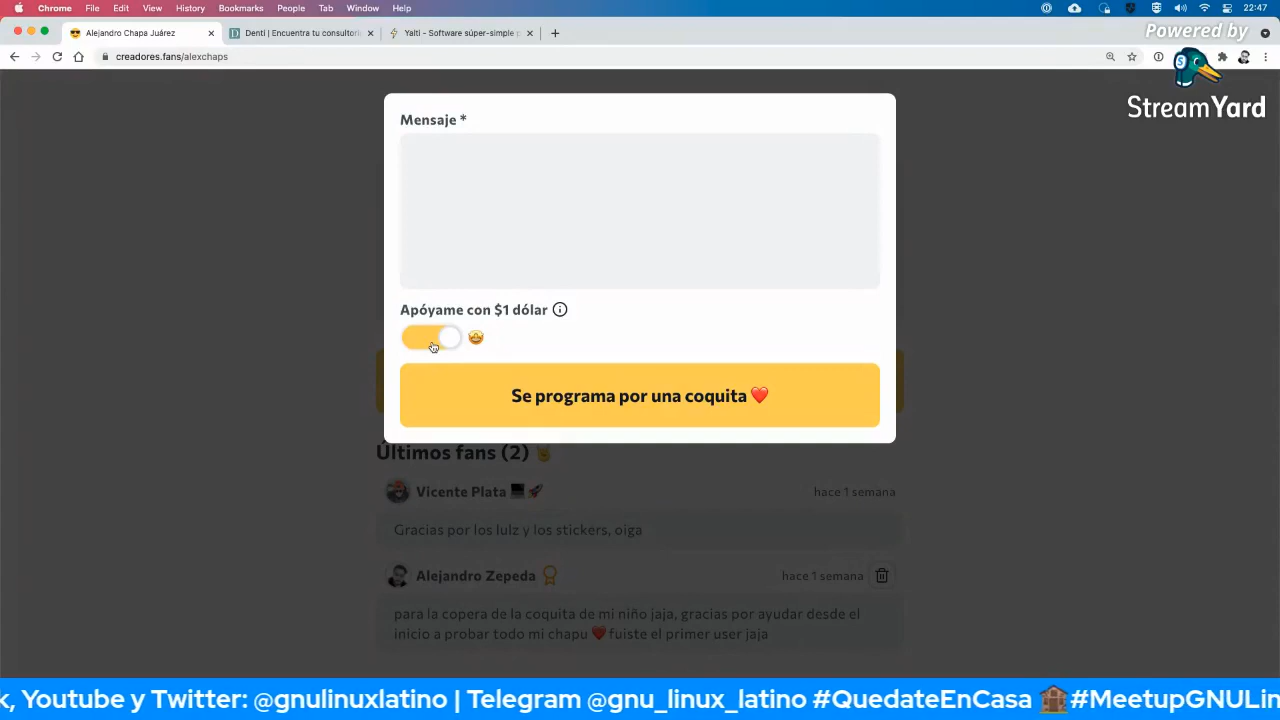 Chrome File Edit View History Bookmarks People Tab Window Help 22:47
Alejandro Chapa Juárez
Denti | Encuentra tu consultori
Yalti - Software súper-simple p
creadores.fans/alexchaps
Powered by
StreamYard
Mensaje *
Apóyame con $1 dólar
🤩
Se programa por una coquita ❤️
Últimos fans (2) 🤘
Vicente Plata 💻🚀 hace 1 semana
Gracias por los lulz y los stickers, oiga
Alejandro Zepeda hace 1 semana
para la copera de la coquita de mi niño jaja, gracias por ayudar desde el
inicio a probar todo mi chapu ❤️ fuiste el primer user jaja
k, Youtube y Twitter: @gnulinuxlatino | Telegram @gnu_linux_latino #QuedateEnCasa 🏠#MeetupGNULin